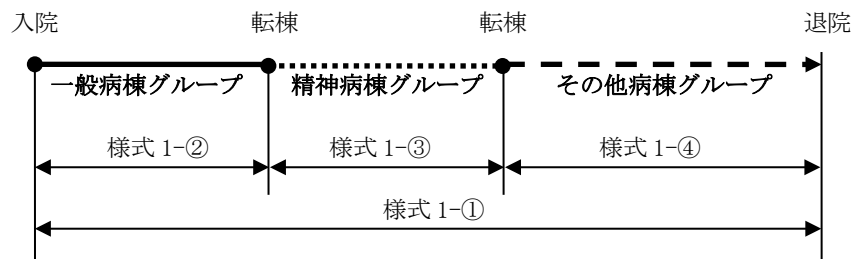 入院 転棟 転棟 退院
一般病棟グループ 精神病棟グループ その他病棟グループ
様式 1-② 様式 1-③ 様式 1-④
様式 1-①